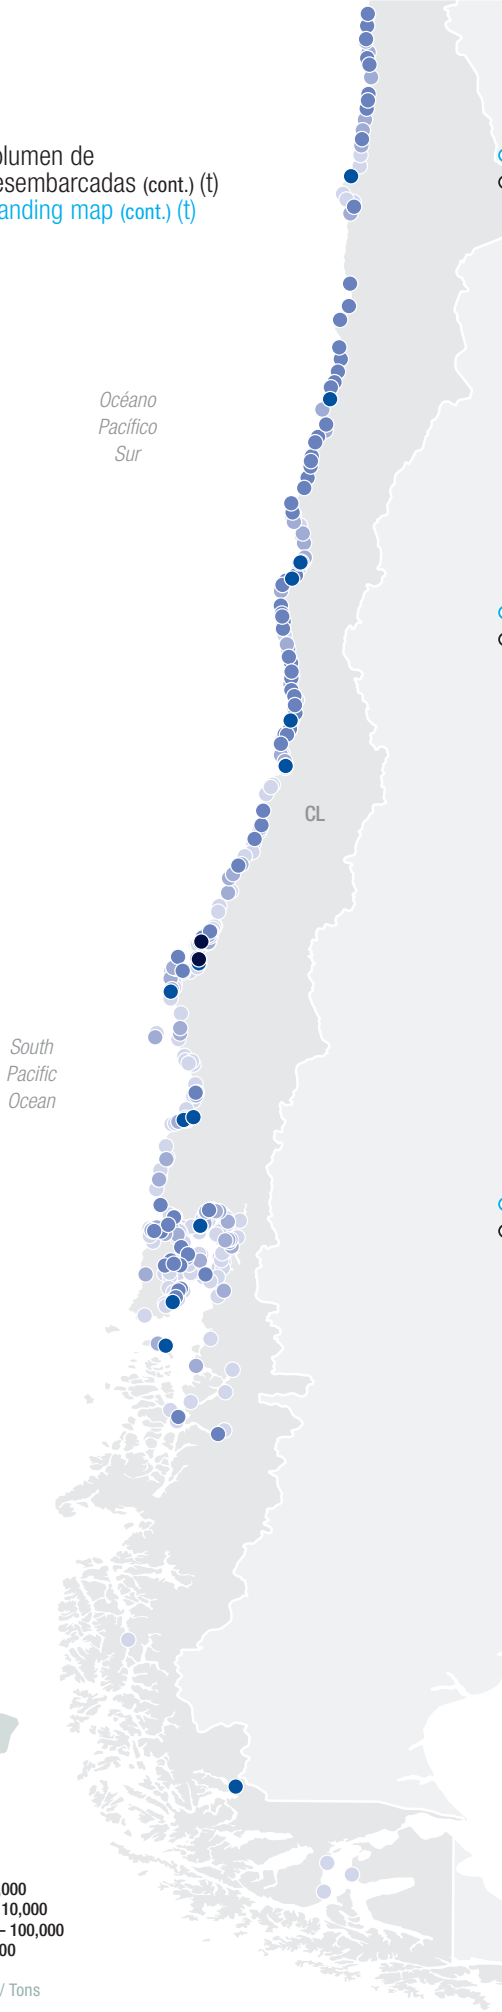 olumen de
esembarcadas (cont.) (t)
anding map (cont.) (t)
Océano
Pacífico
Sur
CL
South
Pacific
Ocean
,000
10,000
– 100,000
00
/ Tons